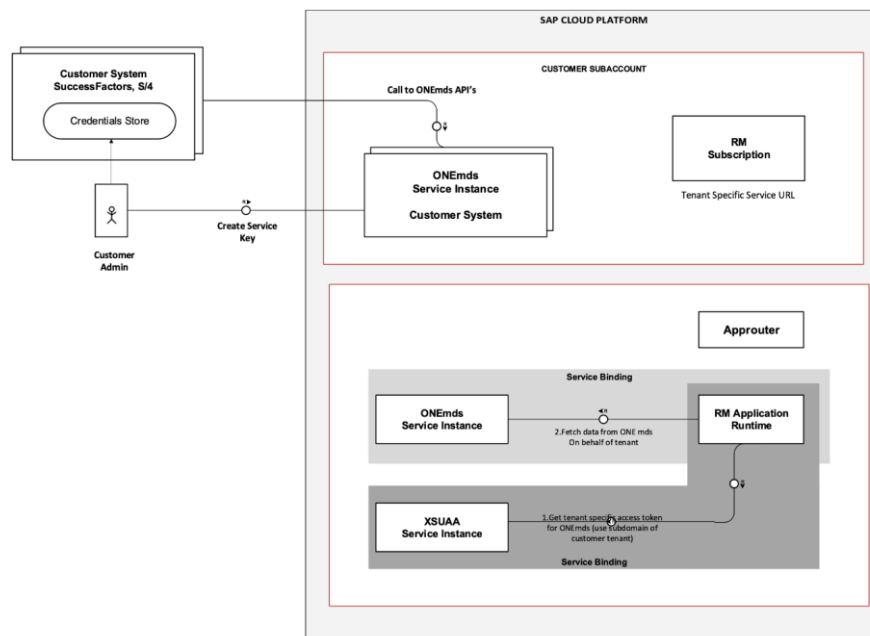 SAP CLOUD PLATFORM
Customer System
SuccessFactors, S/4
Credentials Store
CUSTOMER SUBACCOUNT
Call to ONEmds API's
R
ONEmds
Service Instance
Customer System
RM
Subscription
Tenant Specific Service URL
R
Create Service
Key
Customer
Admin
Approuter
Service Binding
ONEmds
Service Instance
R
2.Fetch data from ONE mds
On behalf of tenant
RM Application
Runtime
R
XSUAA
Service Instance
1.Get tenant specific access token
for ONEmds (use subdomain of
customer tenant)
Service Binding